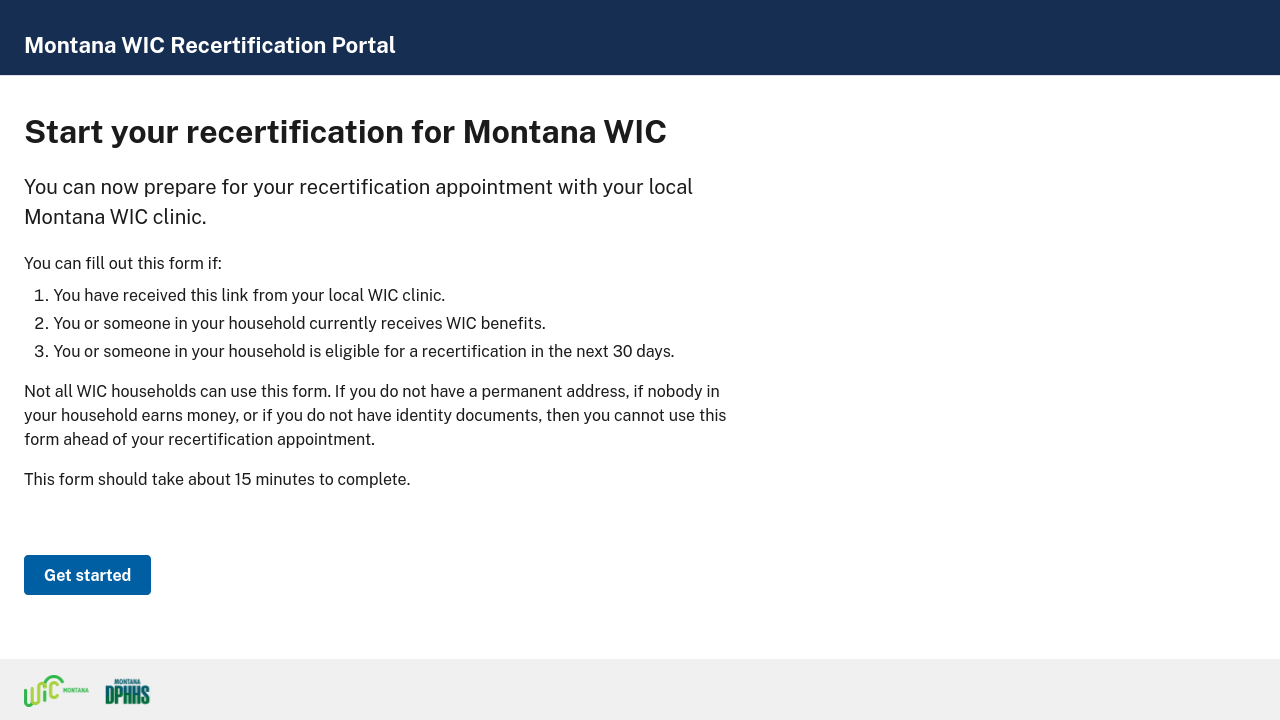 Montana WIC Recertification Portal
Start your recertification for Montana WIC
You can now prepare for your recertification appointment with your local
Montana WIC clinic.
You can fill out this form if:
1. You have received this link from your local WIC clinic.
2. You or someone in your household currently receives WIC benefits.
3. You or someone in your household is eligible for a recertification in the next 30 days.
Not all WIC households can use this form. If you do not have a permanent address, if nobody in
your household earns money, or if you do not have identity documents, then you cannot use this
form ahead of your recertification appointment.
This form should take about 15 minutes to complete.
Get started
WIC MONTANA
MONTANA
DPHHS